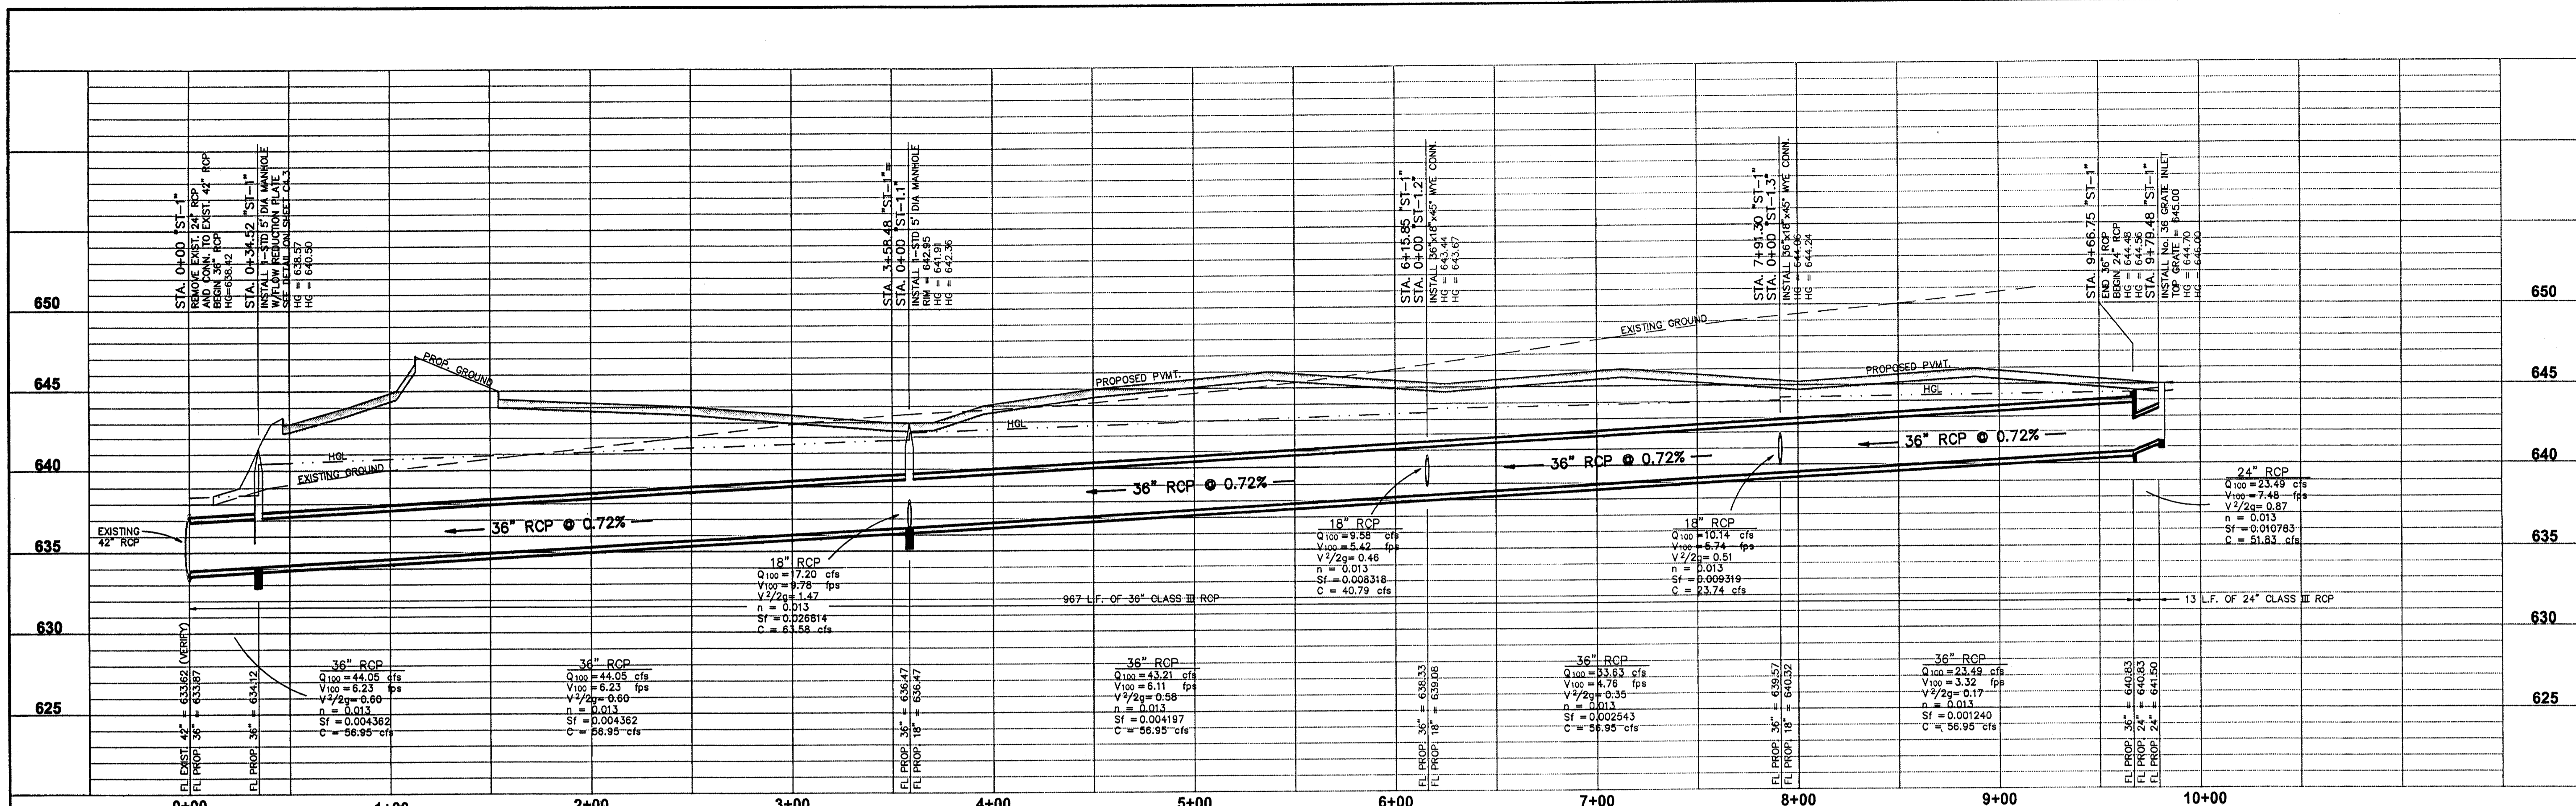 STA. 0+00 "ST-1"
REMOVE EXIST. 24" RCP
AND CONN. TO EXIST. 42" RCP
BEGIN 36" RCP
HG=638.42
STA. 0+34.52 "ST-1"
INSTALL 1-STD 5' DIA MANHOLE
W/FLOW REDUCTION PLATE
SEE DETAIL ON SHEET C4.3
HG = 638.57
HG = 640.50
STA. 3+58.48 "ST-1"=
STA. 0+00 "ST-1.1"
INSTALL 1-STD 5' DIA MANHOLE
RIM = 642.95
HG = 641.91
HG = 642.36
STA. 6+15.85 "ST-1"
STA. 0+00 "ST-1.2"
INSTALL 36"x18"x45° WYE CONN.
HG = 643.44
HG = 643.67
STA. 7+91.30 "ST-1"
STA. 0+00 "ST-1.3"
INSTALL 36"x18"x45° WYE CONN.
HG = 644.06
HG = 644.24
STA. 9+66.75 "ST-1"
END 36" RCP
BEGIN 24" RCP
HG = 644.48
HG = 644.56
STA. 9+79.48 "ST-1"
INSTALL No. 36 GRATE INLET
TOP GRATE = 645.00
HG = 644.70
HG = 645.00
650
650
645
645
640
640
635
635
630
630
625
625
PROP. GROUND
HGL
EXISTING GROUND
EXISTING 42" RCP
36" RCP @ 0.72%
HGL
PROPOSED PVMT.
36" RCP @ 0.72%
EXISTING GROUND
36" RCP @ 0.72%
PROPOSED PVMT.
HGL
36" RCP @ 0.72%
18" RCP
Q100 = 17.20 cfs
V100 = 9.78 fps
V²/2g= 1.47
n = 0.013
Sf = 0.026814
C = 63.58 cfs
18" RCP
Q100 = 9.58 cfs
V100 = 5.42 fps
V²/2g= 0.46
n = 0.013
Sf = 0.008318
C = 40.79 cfs
18" RCP
Q100 = 10.14 cfs
V100 = 5.74 fps
V²/2g= 0.51
n = 0.013
Sf = 0.009319
C = 23.74 cfs
24" RCP
Q100 = 23.49 cfs
V100 = 7.48 fps
V²/2g= 0.87
n = 0.013
Sf = 0.010783
C = 51.83 cfs
967 L.F. OF 36" CLASS III RCP
13 L.F. OF 24" CLASS III RCP
36" RCP
Q100 = 44.05 cfs
V100 = 6.23 fps
V²/2g= 0.60
n = 0.013
Sf = 0.004362
C = 56.95 cfs
36" RCP
Q100 = 44.05 cfs
V100 = 6.23 fps
V²/2g= 0.60
n = 0.013
Sf = 0.004362
C = 56.95 cfs
36" RCP
Q100 = 43.21 cfs
V100 = 6.11 fps
V²/2g= 0.58
n = 0.013
Sf = 0.004197
C = 56.95 cfs
36" RCP
Q100 = 33.63 cfs
V100 = 4.76 fps
V²/2g= 0.35
n = 0.013
Sf = 0.002543
C = 56.95 cfs
36" RCP
Q100 = 23.49 cfs
V100 = 3.32 fps
V²/2g= 0.17
n = 0.013
Sf = 0.001240
C = 56.95 cfs
FL EXIST. 42" = 633.62 (VERIFY)
FL PROP. 36" = 633.87
FL PROP. 36" = 634.12
FL PROP. 36" = 636.47
FL PROP. 18" = 636.47
FL PROP. 36" = 638.33
FL PROP. 18" = 639.08
FL PROP. 36" = 639.57
FL PROP. 18" = 640.32
FL PROP. 36" = 640.83
FL PROP. 24" = 640.83
FL PROP. 24" = 641.50
0+00
1+00
2+00
3+00
4+00
5+00
6+00
7+00
8+00
9+00
10+00